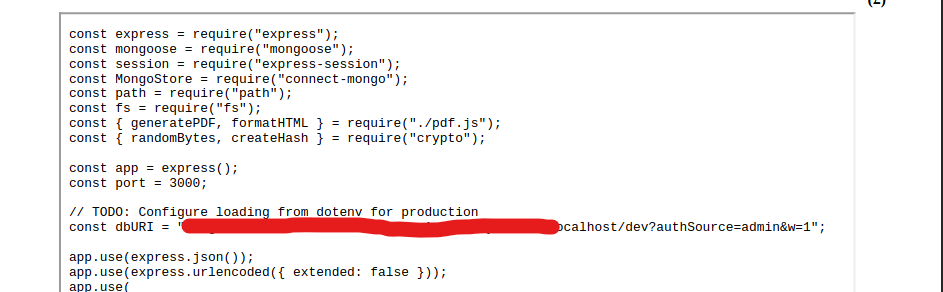 (2)
const express = require("express");
const mongoose = require("mongoose");
const session = require("express-session");
const MongoStore = require("connect-mongo");
const path = require("path");
const fs = require("fs");
const { generatePDF, formatHTML } = require("./pdf.js");
const { randomBytes, createHash } = require("crypto");
const app = express();
const port = 3000;
// TODO: Configure loading from dotenv for production
const dbURI = " ocalhost/dev?authSource=admin&w=1";
app.use(express.json());
app.use(express.urlencoded({ extended: false }));
app.use(